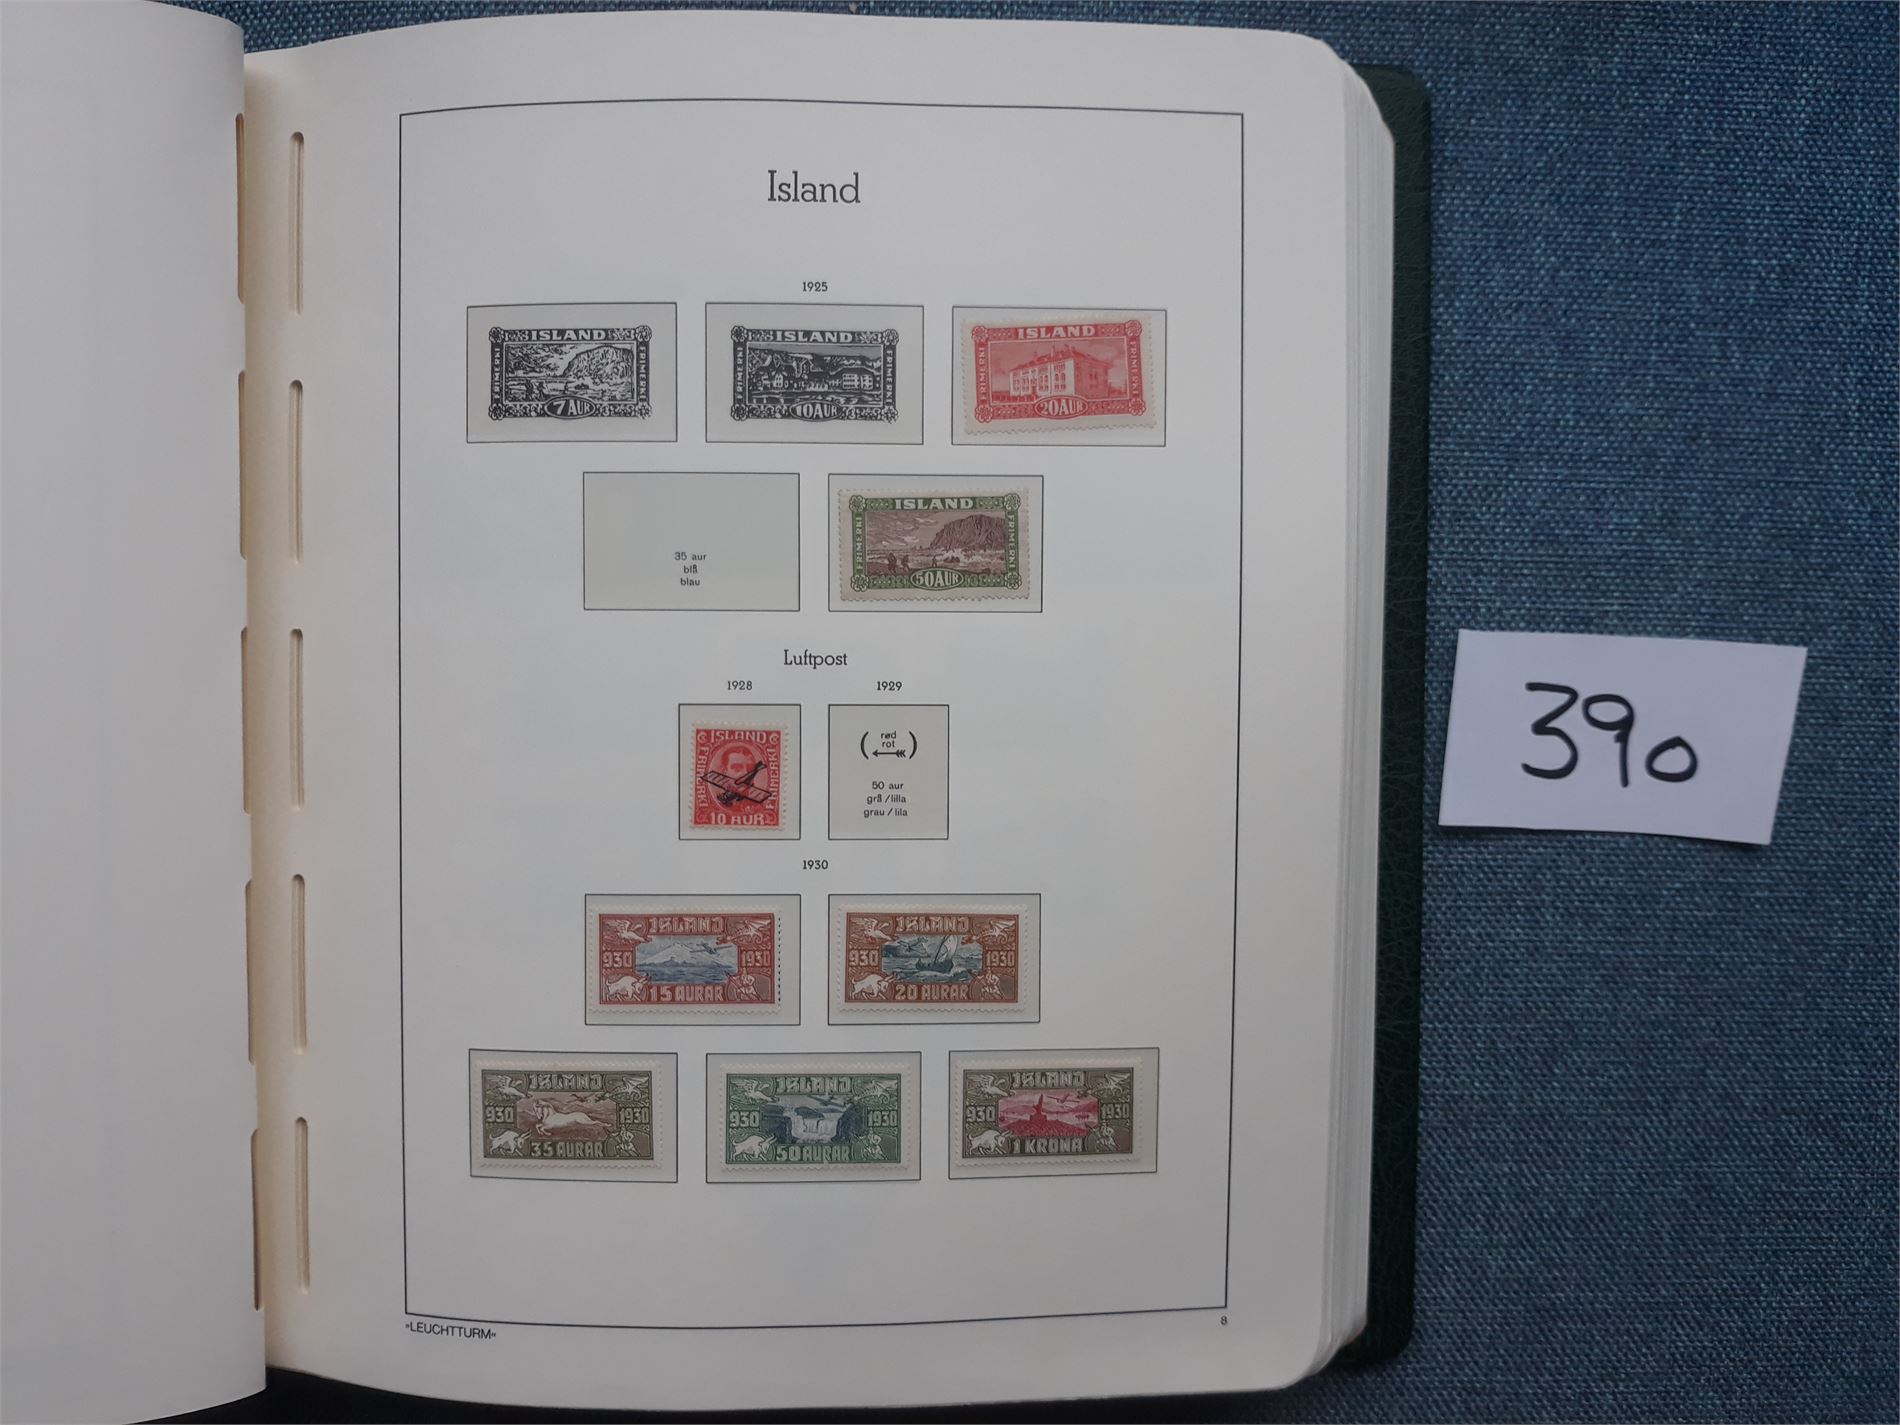 Island
1925
ISLAND
FRIMERKI
FRIMERKI
7 AUR
ISLAND
FRIMERKI
FRIMERKI
10 AUR
ISLAND
FRIMERKI
FRIMERKI
20 AUR
35 aur
blå
blau
ISLAND
FRIMERKI
FRIMERKI
50 AUR
Luftpost
1928
1929
ISLAND
FRIMERKI
FRIMERKI
10 AUR
(rød
rot)
50 aur
grå/lilla
grau/lila
1930
ISLAND
930 1930
15 AURAR
ISLAND
930 1930
20 AURAR
ISLAND
930 1930
35 AURAR
ISLAND
930 1930
50 AURAR
ISLAND
930 1930
1 KRONA
»LEUCHTTURM«
8
390